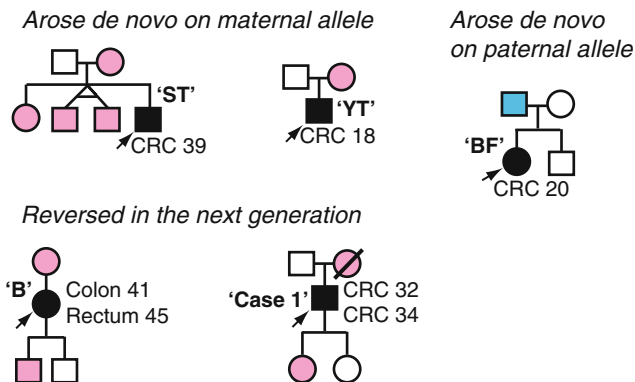 Arose de novo on maternal allele
Arose de novo
on paternal allele
'ST'
CRC 39
'YT'
CRC 18
'BF'
CRC 20
Reversed in the next generation
'B'
Colon 41
Rectum 45
'Case 1'
CRC 32
CRC 34